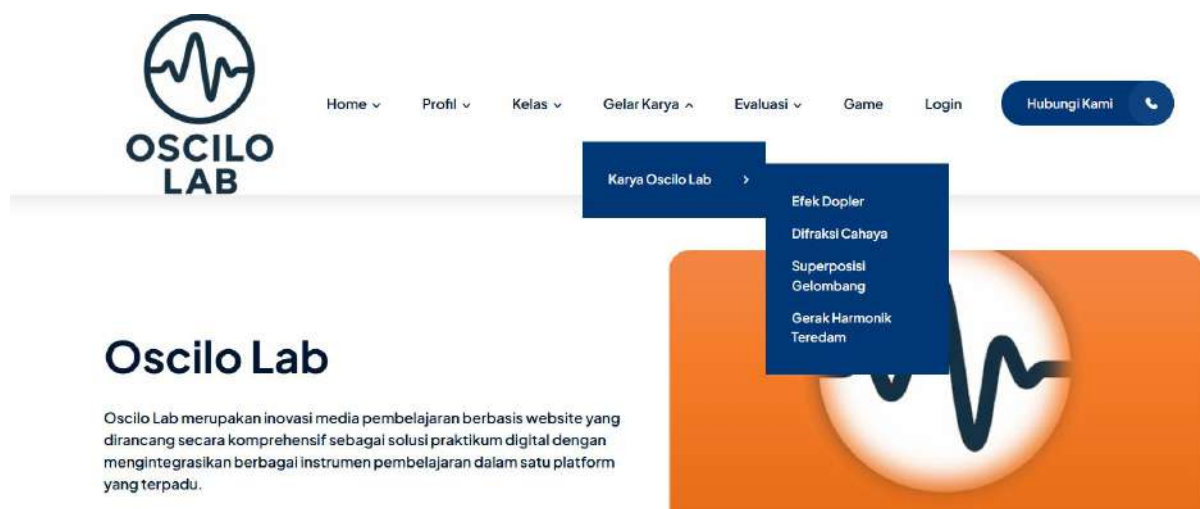 OSCILO
LAB
Home
Profil
Kelas
Gelar Karya
Evaluasi
Game
Login
Hubungi Kami
Karya Oscilo Lab
Efek Dopler
Difraksi Cahaya
Superposisi
Gelombang
Gerak Harmonik
Teredam
Oscilo Lab
Oscilo Lab merupakan inovasi media pembelajaran berbasis website yang
dirancang secara komprehensif sebagai solusi praktikum digital dengan
mengintegrasikan berbagai instrumen pembelajaran dalam satu platform
yang terpadu.